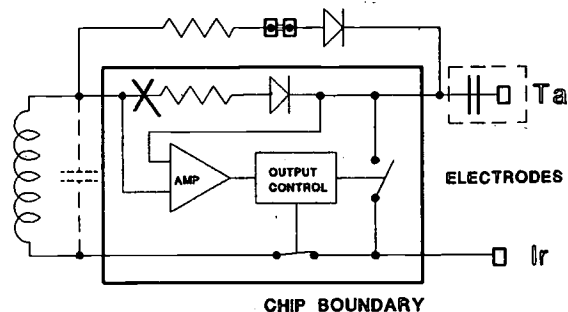 Ta
AMP
OUTPUT
CONTROL
ELECTRODES
Ir
CHIP BOUNDARY